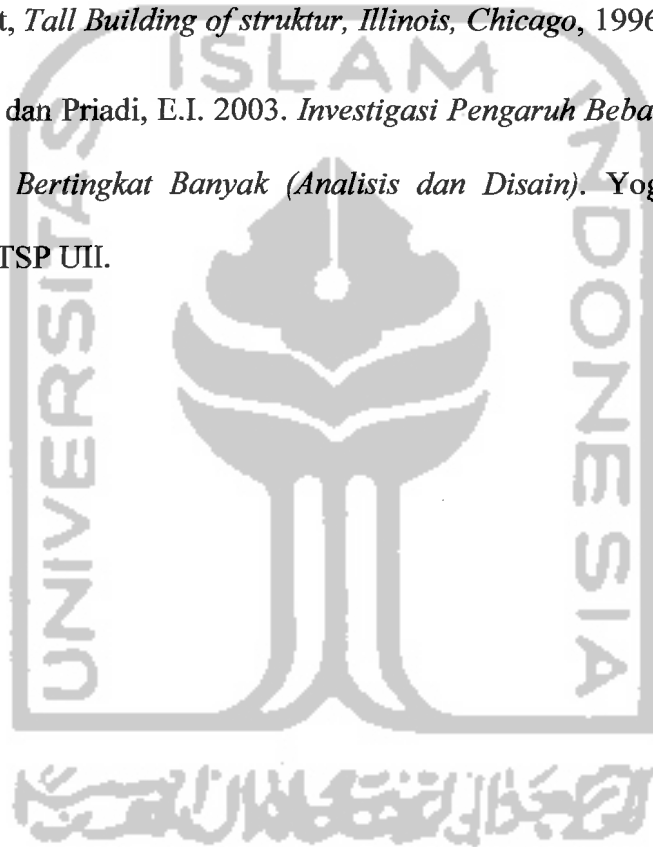 t, Tall Building of struktur, Illinois, Chicago, 1996
dan Priadi, E.I. 2003. Investigasi Pengaruh Beba
Bertingkat Banyak (Analisis dan Disain). Yog
TSP UII.
ISLAM
UNIVERSITAS
INDONESIA